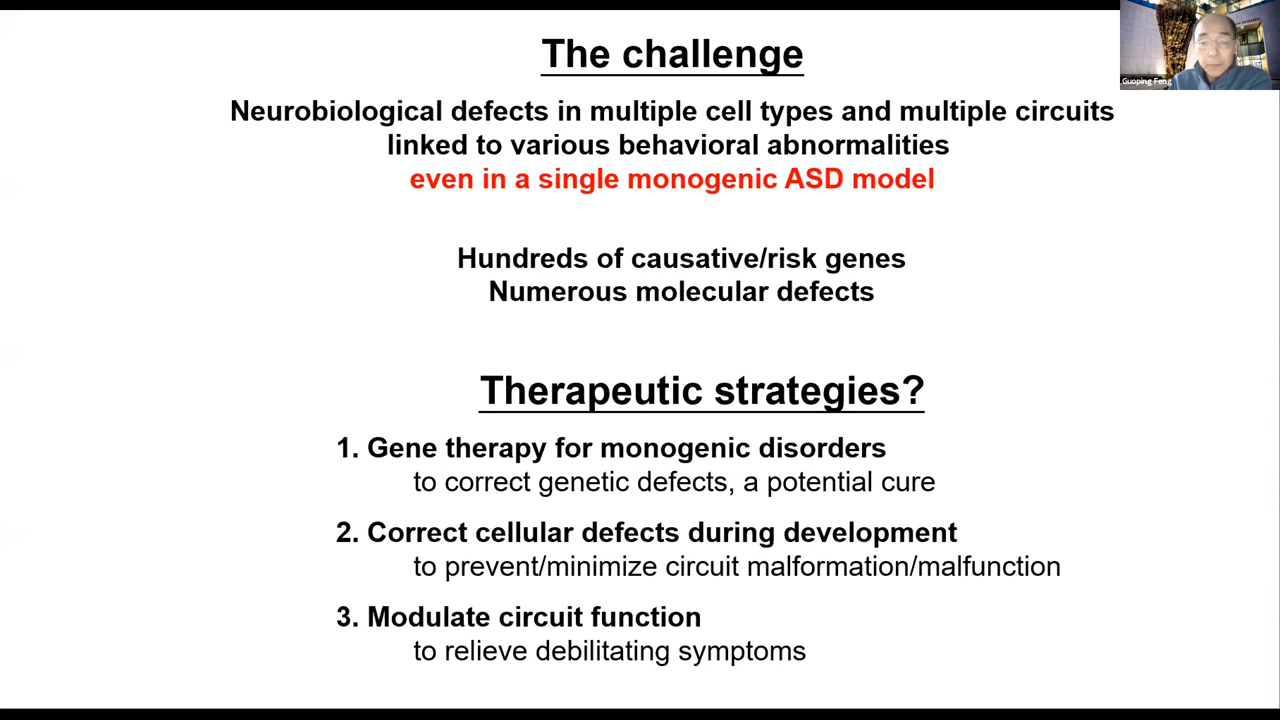 The challenge
Guoping Feng
Neurobiological defects in multiple cell types and multiple circuits
linked to various behavioral abnormalities
even in a single monogenic ASD model
Hundreds of causative/risk genes
Numerous molecular defects
Therapeutic strategies?
1. Gene therapy for monogenic disorders
to correct genetic defects, a potential cure
2. Correct cellular defects during development
to prevent/minimize circuit malformation/malfunction
3. Modulate circuit function
to relieve debilitating symptoms